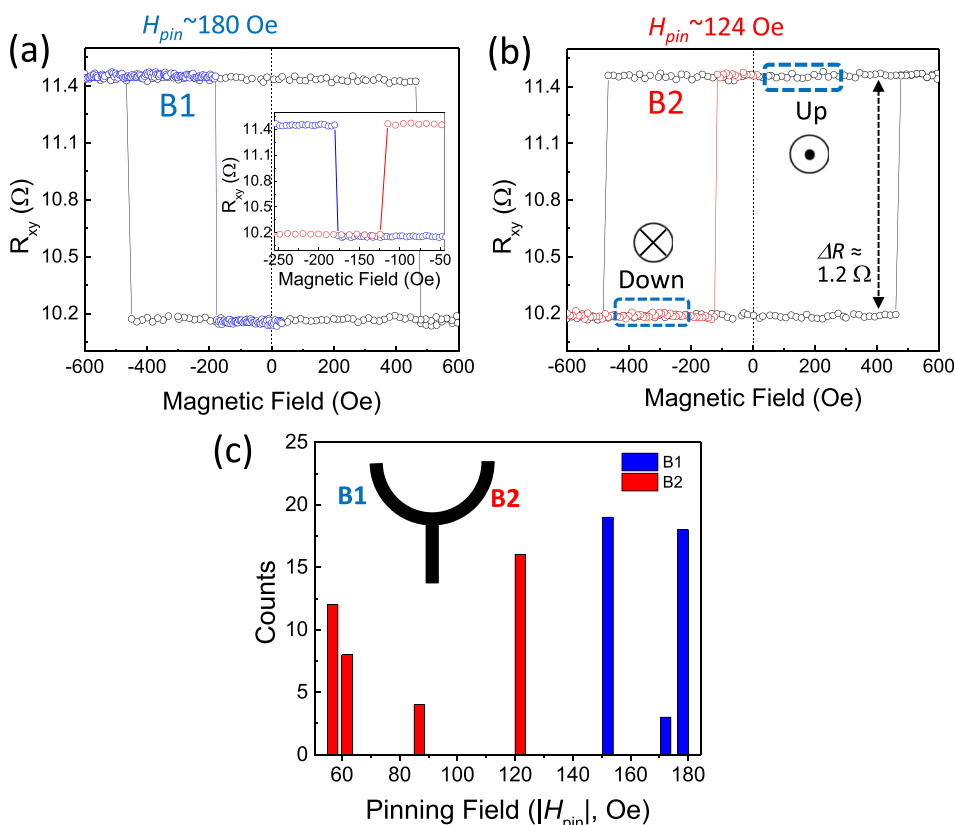 (a)
H_pin~180 Oe
11.4
11.1
10.8
10.5
10.2
R_xy (Ω)
B1
-600 -400 -200 0 200 400 600
Magnetic Field (Oe)
11.4
11.1
10.8
10.5
10.2
R_xy (Ω)
-250 -200 -150 -100 -50
Magnetic Field (Oe)
(b)
H_pin~124 Oe
11.4
11.1
10.8
10.5
10.2
R_xy (Ω)
B2
Up
Down
ΔR ≈
1.2 Ω
-600 -400 -200 0 200 400 600
Magnetic Field (Oe)
(c)
25
20
15
10
5
0
Counts
B1
B2
B1
B2
60 80 100 120 140 160 180
Pinning Field (|H_pin|, Oe)